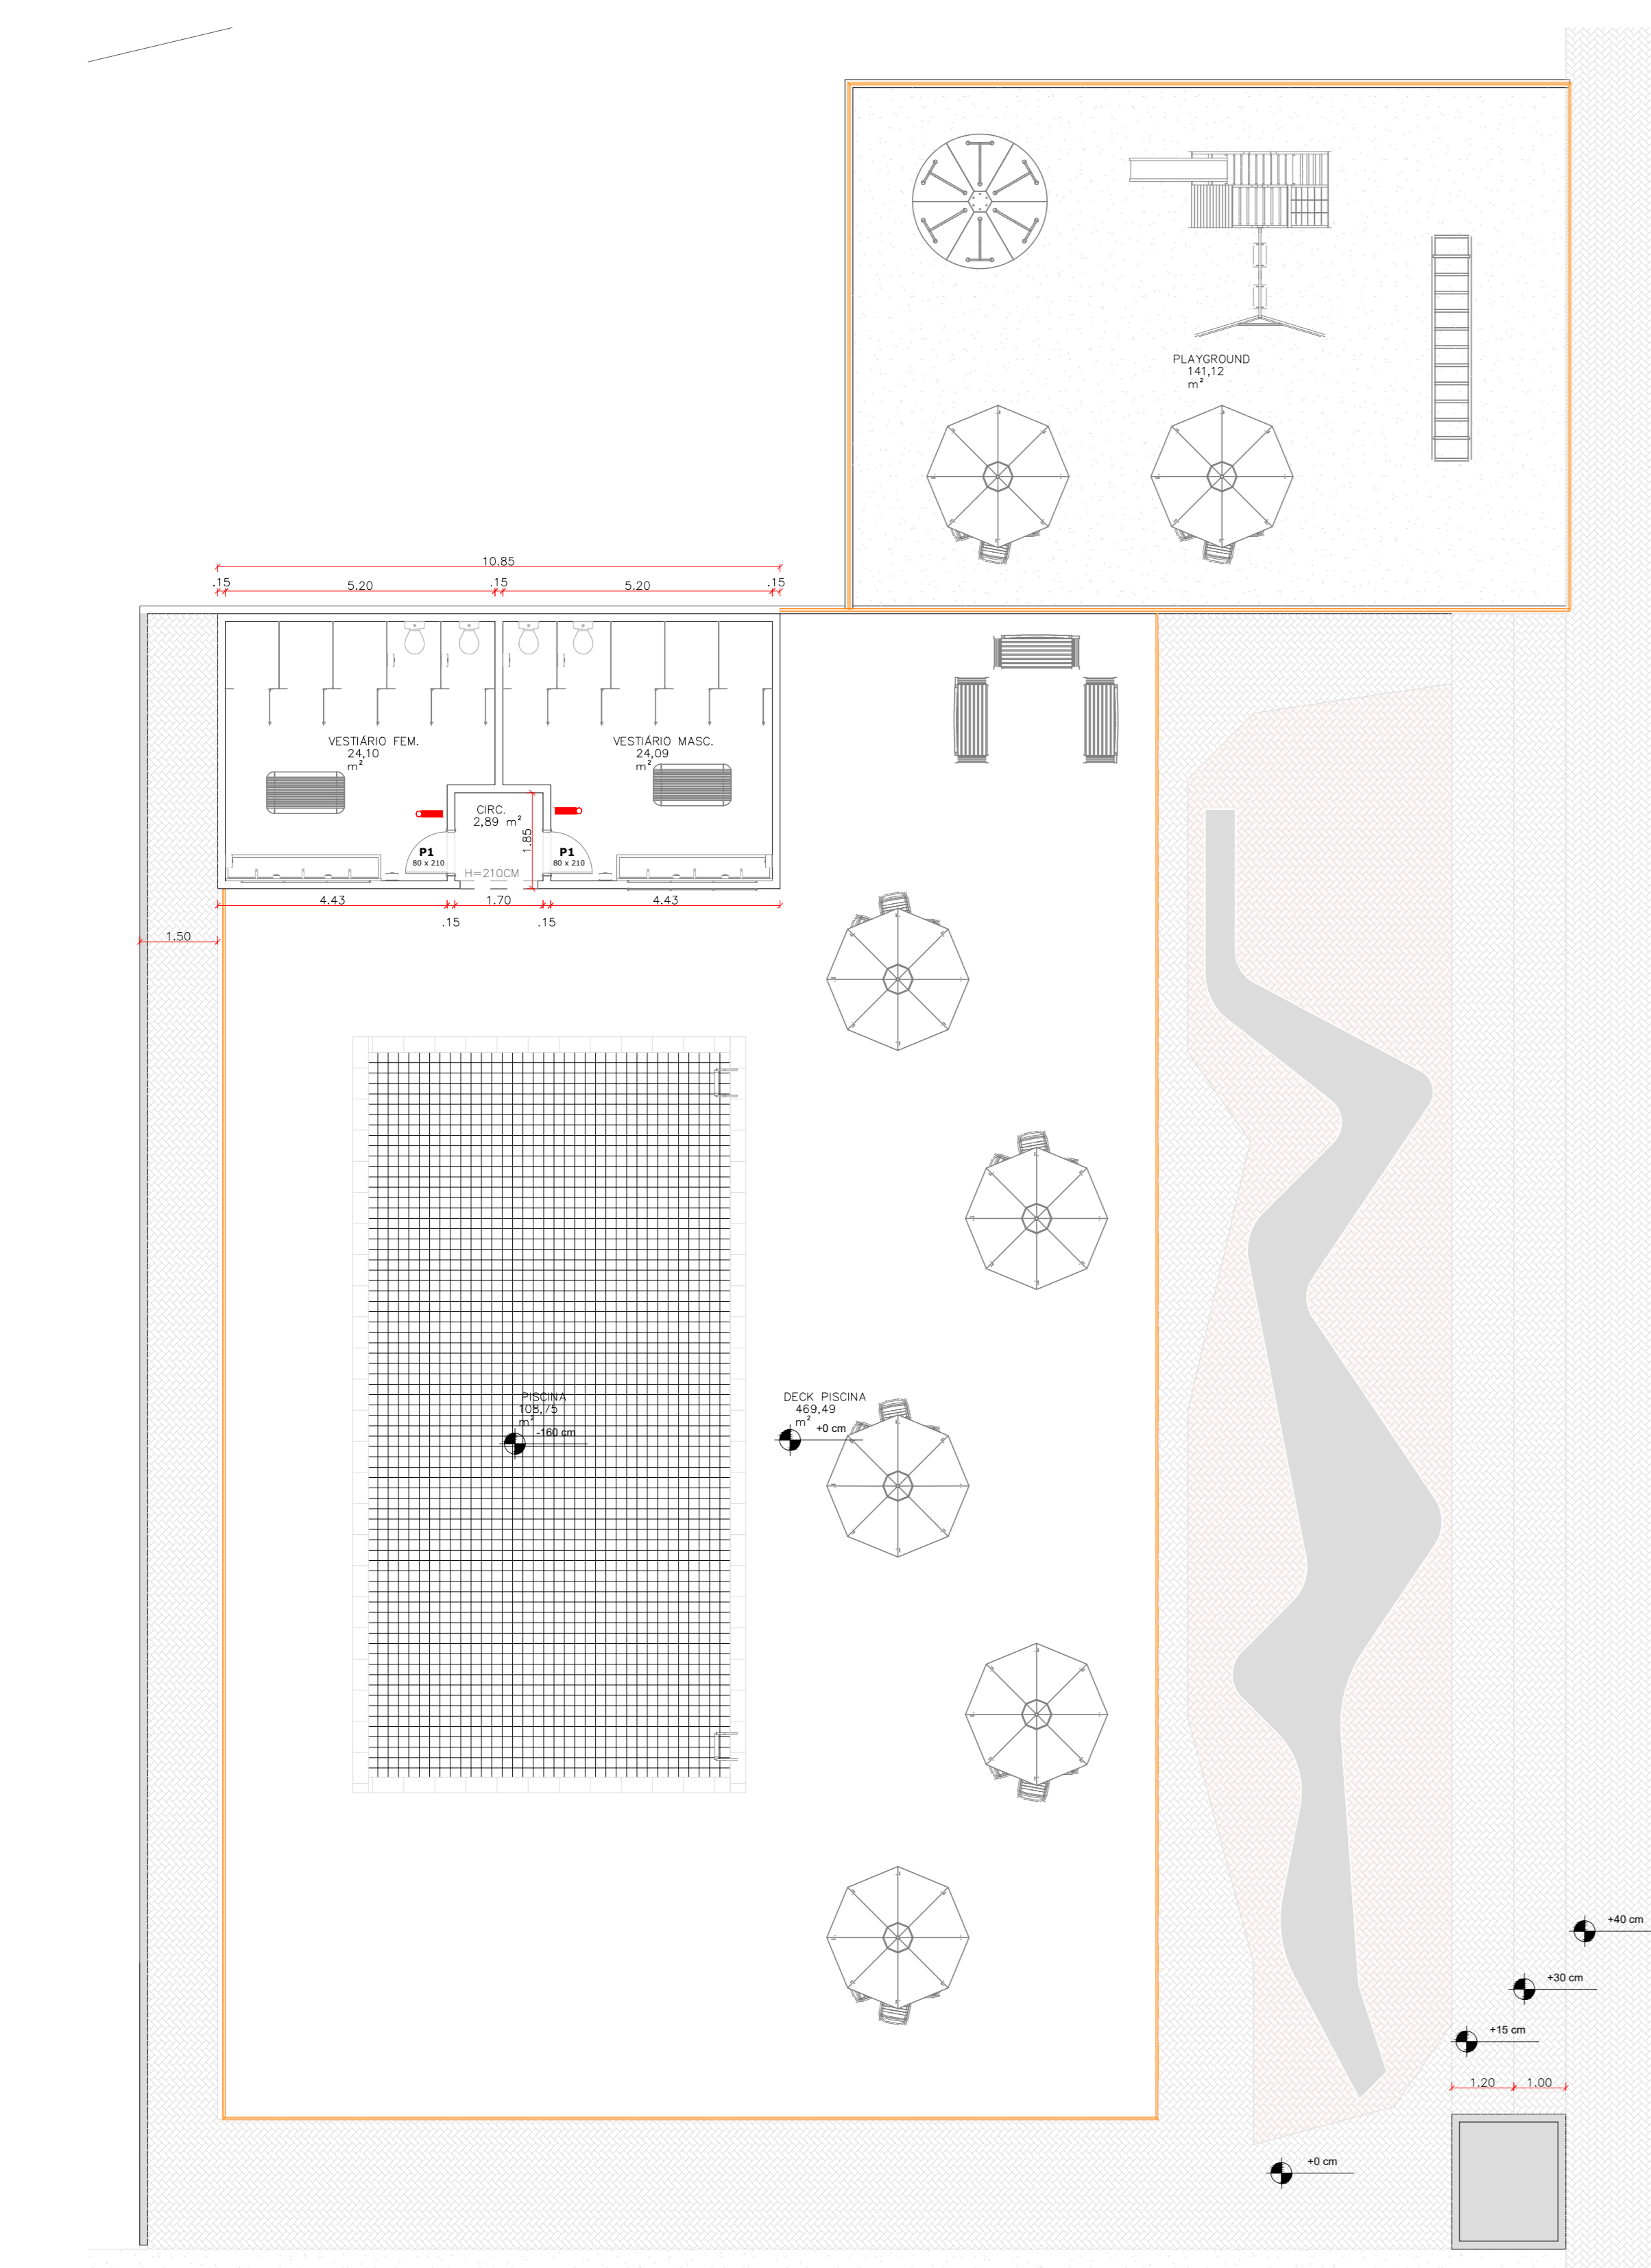 PLAYGROUND
141,12
m²
10.85
.15
5.20
.15
5.20
.15
VESTIÁRIO FEM.
24,10
m²
VESTIÁRIO MASC.
24,09
m²
CIRC.
2,89 m²
1.85
P1
80 x 210
P1
80 x 210
H=210CM
4.43
1.70
4.43
.15
.15
1.50
PISCINA
108,75
m²
-160 cm
DECK PISCINA
469,49
m²
+0 cm
+40 cm
+30 cm
+15 cm
1.20
1.00
+0 cm